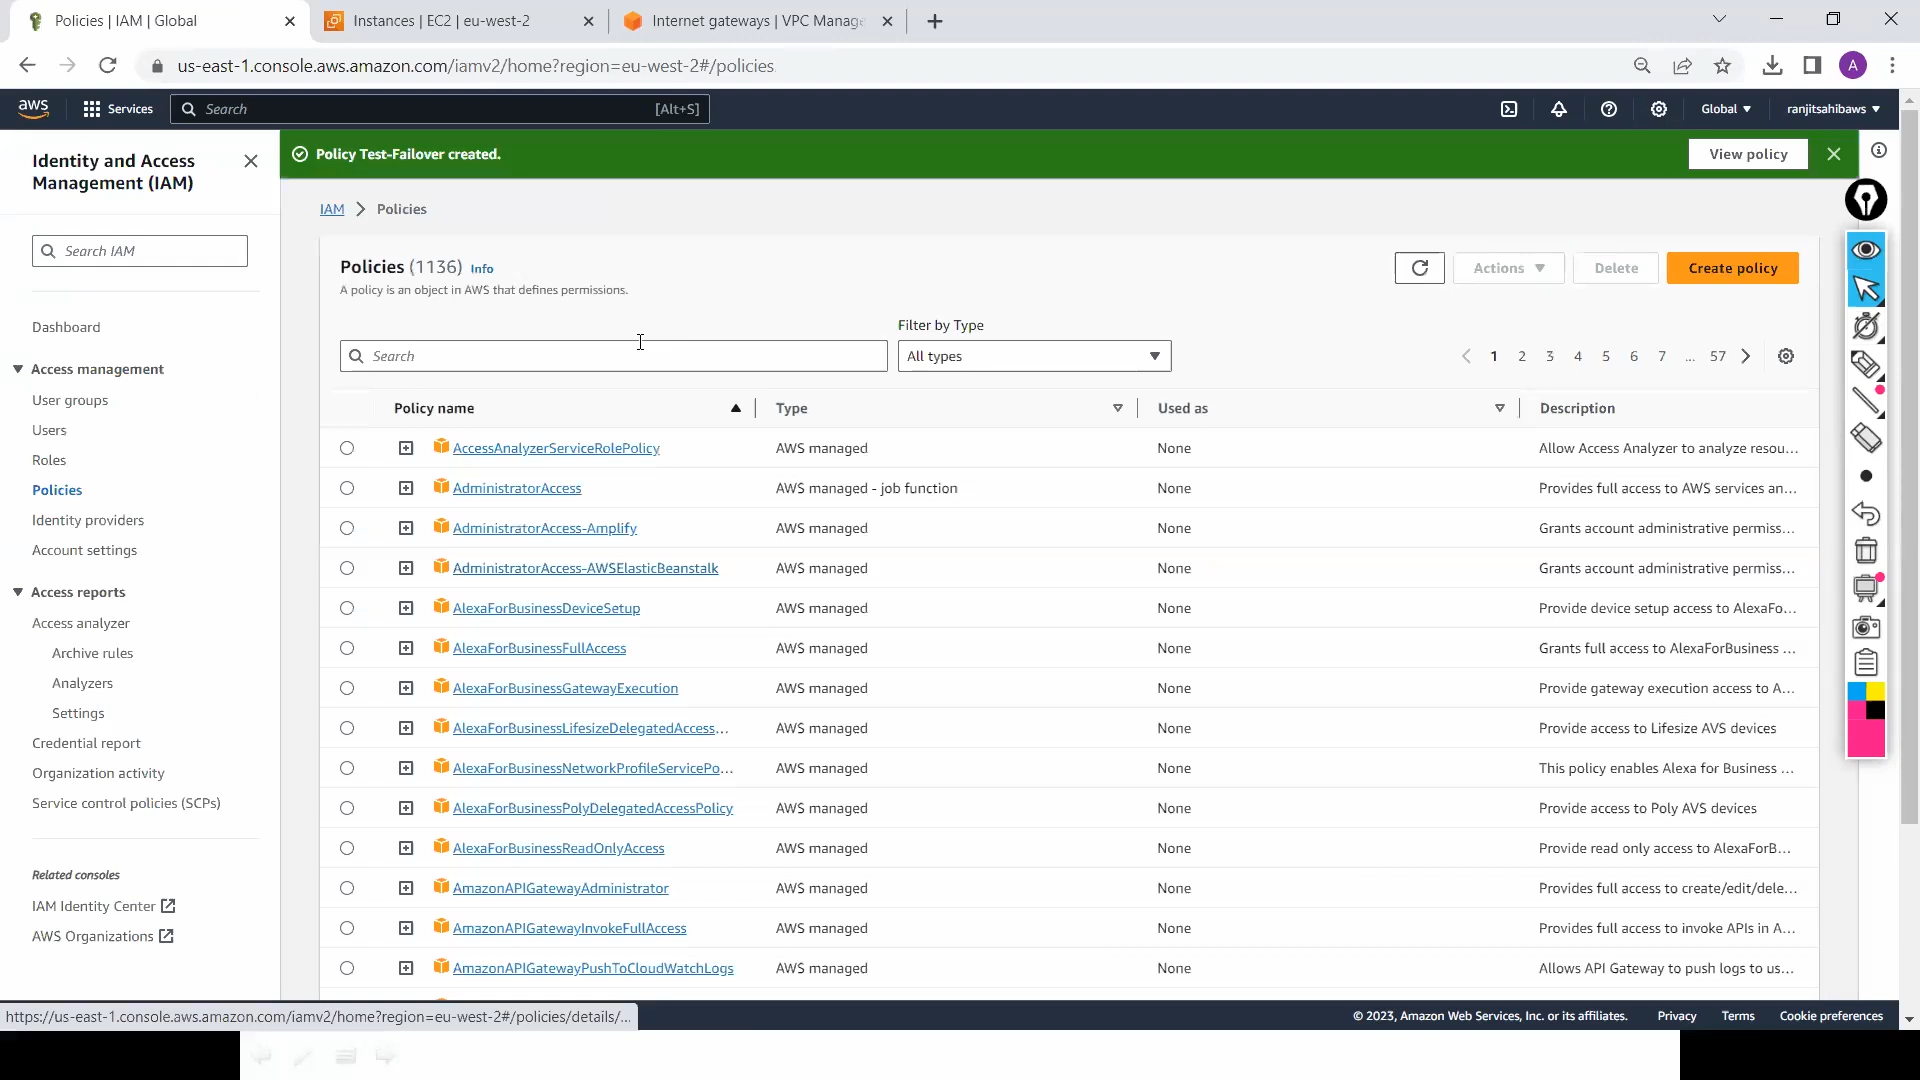 Policies | IAM | Global
Instances | EC2 | eu-west-2
Internet gateways | VPC Manage
us-east-1.console.aws.amazon.com/iamv2/home?region=eu-west-2#/policies
A
aws
Services
Search
[Alt+S]
Global
ranjitsahibaws
Identity and Access
Management (IAM)
Search IAM
Dashboard
Access management
User groups
Users
Roles
Policies
Identity providers
Account settings
Access reports
Access analyzer
Archive rules
Analyzers
Settings
Credential report
Organization activity
Service control policies (SCPs)
Related consoles
IAM Identity Center
AWS Organizations
Policy Test-Failover created.
View policy
IAM > Policies
Policies (1136) Info
A policy is an object in AWS that defines permissions.
Actions
Delete
Create policy
Filter by Type
Search
All types
1 2 3 4 5 6 7 ... 57
Policy name Type Used as Description
AccessAnalyzerServiceRolePolicy AWS managed None Allow Access Analyzer to analyze resou...
AdministratorAccess AWS managed - job function None Provides full access to AWS services an...
AdministratorAccess-Amplify AWS managed None Grants account administrative permiss...
AdministratorAccess-AWSElasticBeanstalk AWS managed None Grants account administrative permiss...
AlexaForBusinessDeviceSetup AWS managed None Provide device setup access to AlexaFo...
AlexaForBusinessFullAccess AWS managed None Grants full access to AlexaForBusiness ...
AlexaForBusinessGatewayExecution AWS managed None Provide gateway execution access to A...
AlexaForBusinessLifesizeDelegatedAccess... AWS managed None Provide access to Lifesize AVS devices
AlexaForBusinessNetworkProfileServicePo... AWS managed None This policy enables Alexa for Business ...
AlexaForBusinessPolyDelegatedAccessPolicy AWS managed None Provide access to Poly AVS devices
AlexaForBusinessReadOnlyAccess AWS managed None Provide read only access to AlexaForB...
AmazonAPIGatewayAdministrator AWS managed None Provides full access to create/edit/dele...
AmazonAPIGatewayInvokeFullAccess AWS managed None Provides full access to invoke APIs in A...
AmazonAPIGatewayPushToCloudWatchLogs AWS managed None Allows API Gateway to push logs to us...
https://us-east-1.console.aws.amazon.com/iamv2/home?region=eu-west-2#/policies/details/...
© 2023, Amazon Web Services, Inc. or its affiliates. Privacy Terms Cookie preferences